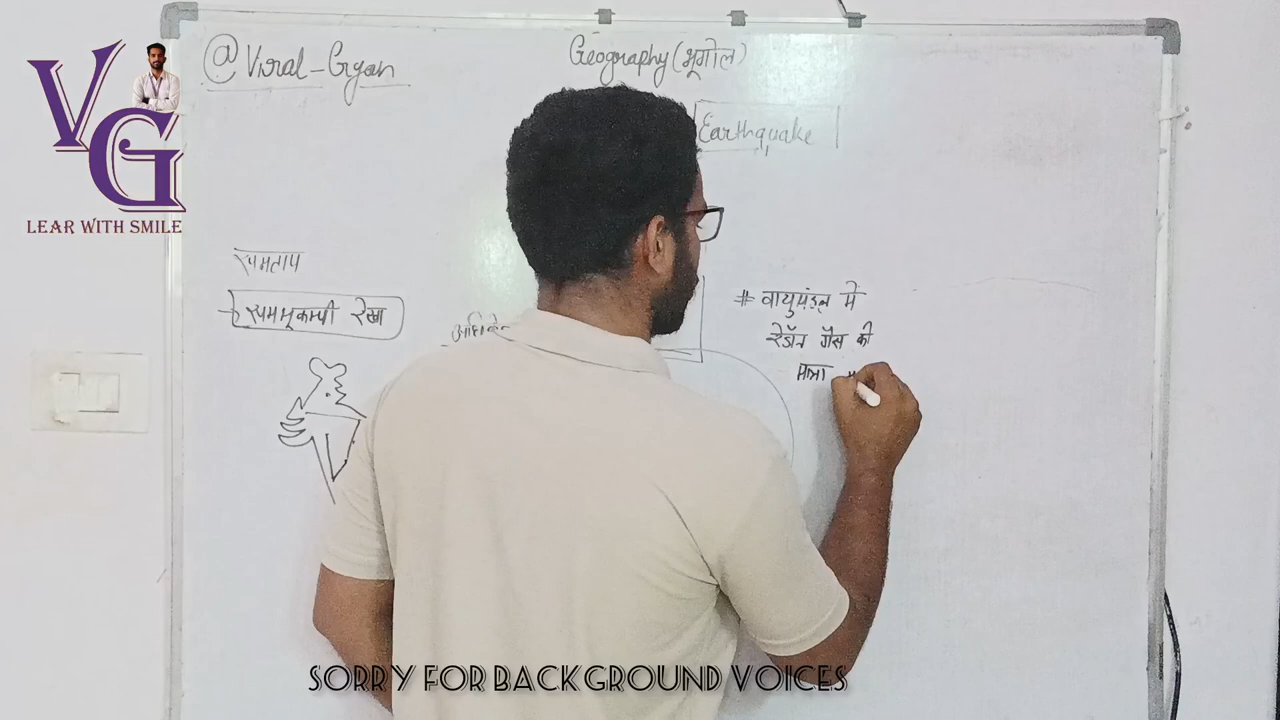 @Viral-Gyan
Geography (भूगोल)
Earthquake
VG
LEAR WITH SMILE
समताप
समभूकम्पी रेखा
# वायुमंडल में
रेडॉन गैस की
मात्रा
SORRY FOR BACKGROUND VOICES